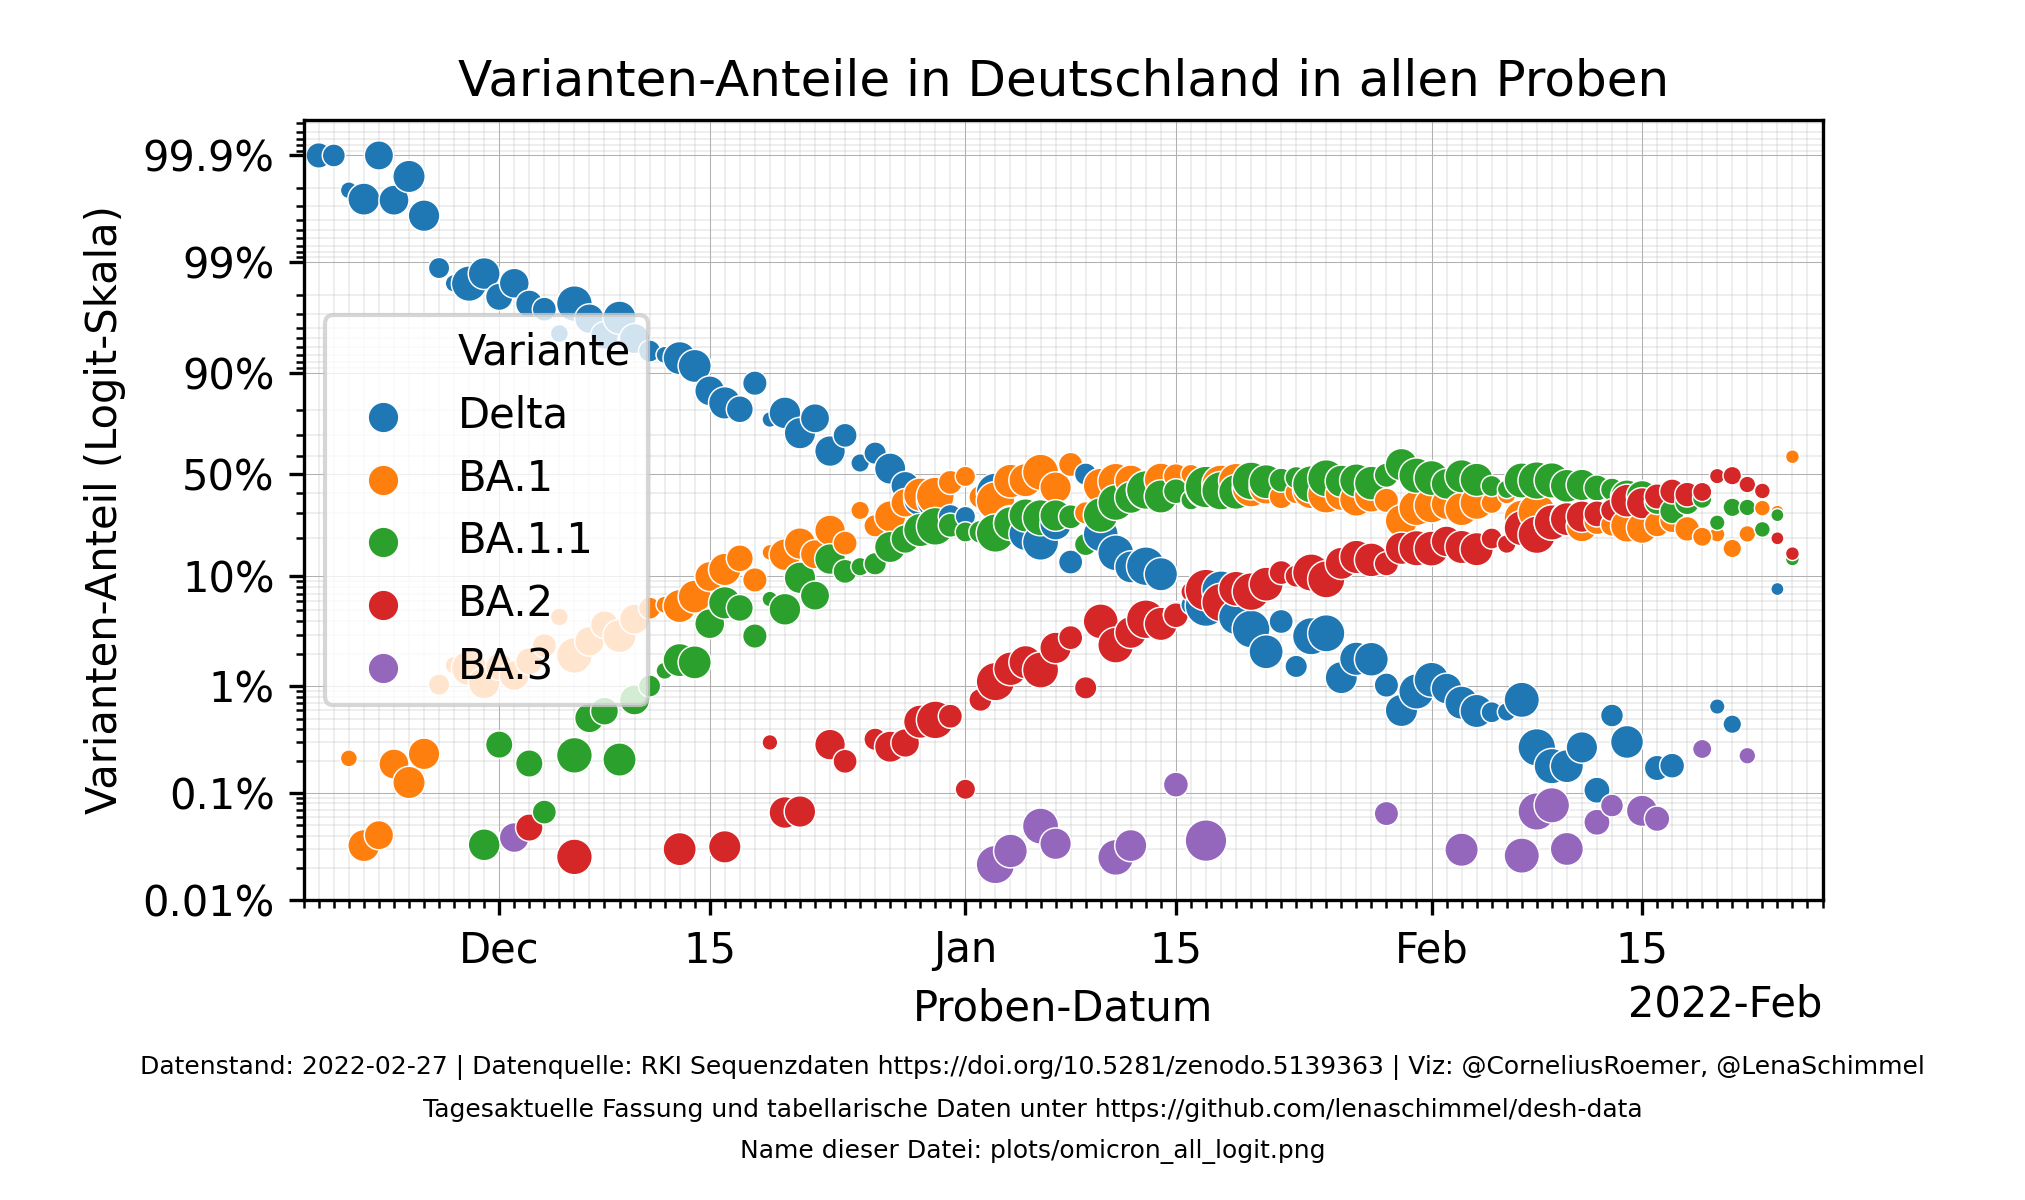 Varianten-Anteile in Deutschland in allen Proben
Varianten-Anteil (Logit-Skala)
99.9%
99%
90%
50%
10%
1%
0.1%
0.01%
Variante
Delta
BA.1
BA.1.1
BA.2
BA.3
Dec 15 Jan 15 Feb 15
Proben-Datum
2022-Feb
Datenstand: 2022-02-27 | Datenquelle: RKI Sequenzdaten https://doi.org/10.5281/zenodo.5139363 | Viz: @CorneliusRoemer, @LenaSchimmel
Tagesaktuelle Fassung und tabellarische Daten unter https://github.com/lenaschimmel/desh-data
Name dieser Datei: plots/omicron_all_logit.png